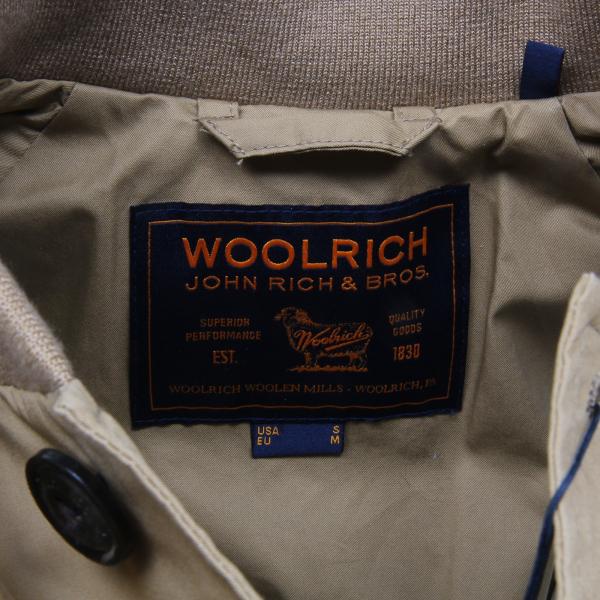 WOOLRICH
JOHN RICH & BROS.
SUPERIOR PERFORMANCE
QUALITY GOODS
Woolrich
EST. 1830
WOOLRICH WOOLEN MILLS - WOOLRICH, PA
USA S
EU M